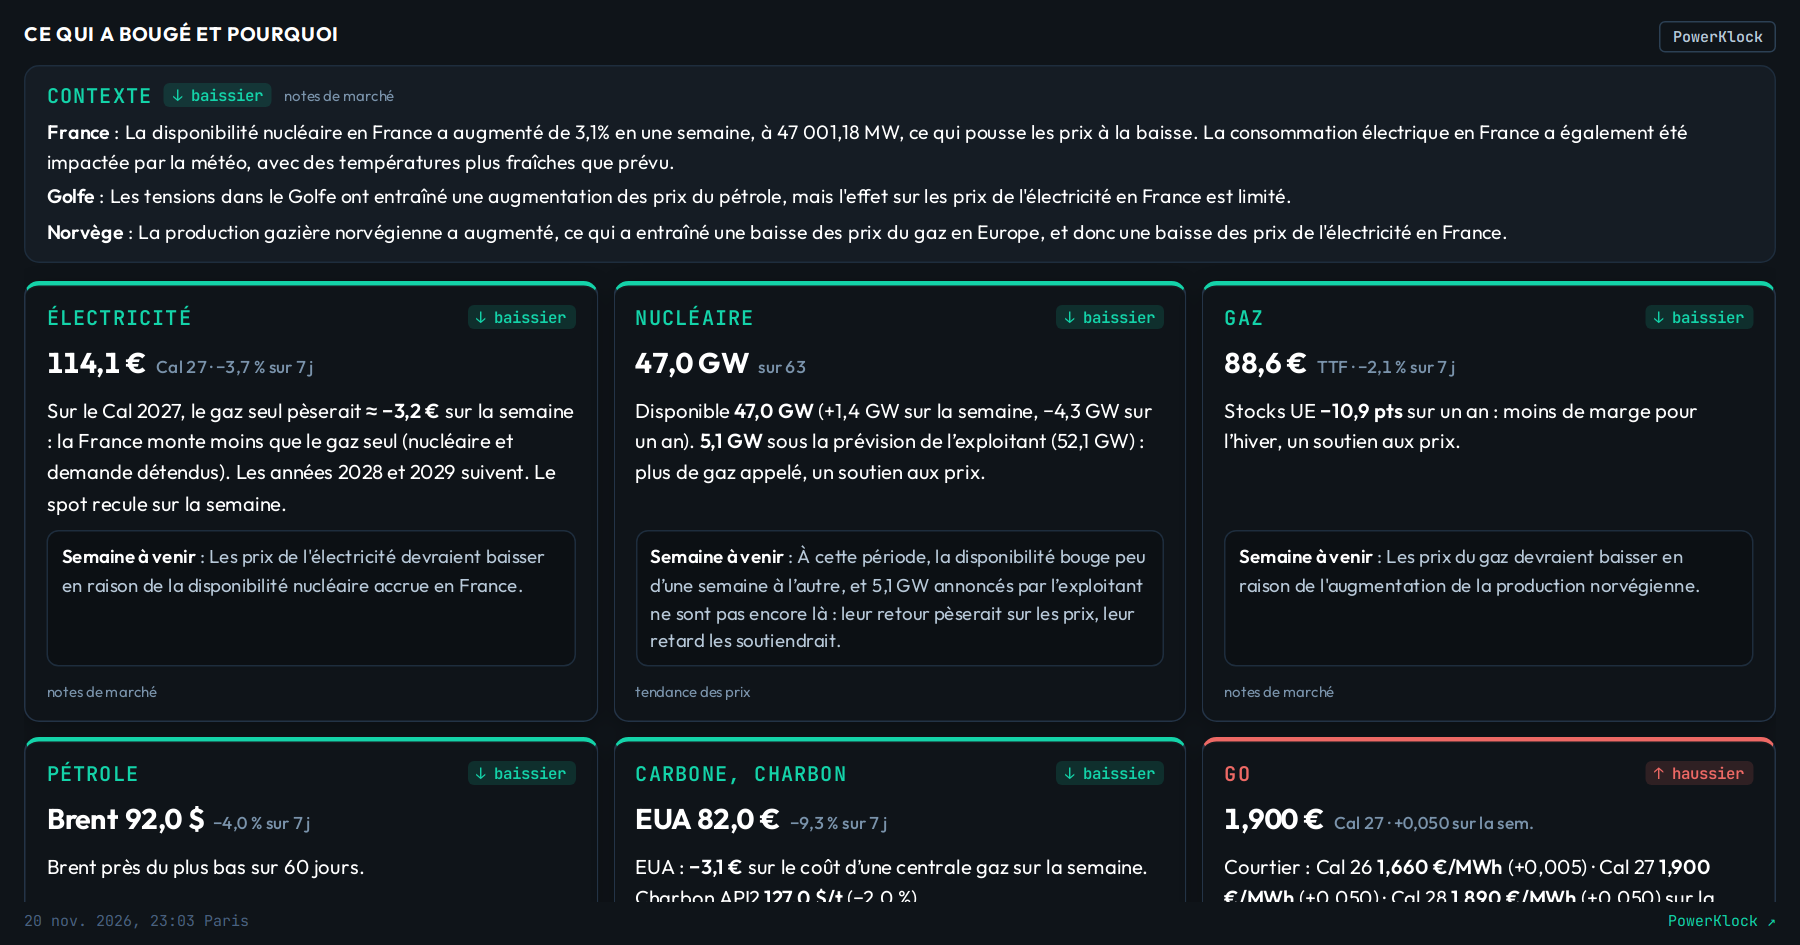 CE QUI A BOUGÉ ET POURQUOI
PowerKlock
CONTEXTE ↓ baissier notes de marché
France : La disponibilité nucléaire en France a augmenté de 3,1% en une semaine, à 47 001,18 MW, ce qui pousse les prix à la baisse. La consommation électrique en France a également été
impactée par la météo, avec des températures plus fraîches que prévu.
Golfe : Les tensions dans le Golfe ont entraîné une augmentation des prix du pétrole, mais l'effet sur les prix de l'électricité en France est limité.
Norvège : La production gazière norvégienne a augmenté, ce qui a entraîné une baisse des prix du gaz en Europe, et donc une baisse des prix de l'électricité en France.
ÉLECTRICITÉ ↓ baissier
114,1 € Cal 27 · −3,7 % sur 7 j
Sur le Cal 2027, le gaz seul pèserait ≈ −3,2 € sur la semaine
: la France monte moins que le gaz seul (nucléaire et
demande détendus). Les années 2028 et 2029 suivent. Le
spot recule sur la semaine.
Semaine à venir : Les prix de l'électricité devraient baisser
en raison de la disponibilité nucléaire accrue en France.
notes de marché
NUCLÉAIRE ↓ baissier
47,0 GW sur 63
Disponible 47,0 GW (+1,4 GW sur la semaine, −4,3 GW sur
un an). 5,1 GW sous la prévision de l’exploitant (52,1 GW) :
plus de gaz appelé, un soutien aux prix.
Semaine à venir : À cette période, la disponibilité bouge peu
d’une semaine à l’autre, et 5,1 GW annoncés par l’exploitant
ne sont pas encore là : leur retour pèserait sur les prix, leur
retard les soutiendrait.
tendance des prix
GAZ ↓ baissier
88,6 € TTF · −2,1 % sur 7 j
Stocks UE −10,9 pts sur un an : moins de marge pour
l’hiver, un soutien aux prix.
Semaine à venir : Les prix du gaz devraient baisser en
raison de l'augmentation de la production norvégienne.
notes de marché
PÉTROLE ↓ baissier
Brent 92,0 $ −4,0 % sur 7 j
Brent près du plus bas sur 60 jours.
CARBONE, CHARBON ↓ baissier
EUA 82,0 € −9,3 % sur 7 j
EUA : −3,1 € sur le coût d’une centrale gaz sur la semaine.
Charbon API2 127,0 $/t (−2,0 %)
GO ↑ haussier
1,900 € Cal 27 · +0,050 sur la sem.
Courtier : Cal 26 1,660 €/MWh (+0,005) · Cal 27 1,900
€/MWh (+0,050) · Cal 28 1,890 €/MWh (+0,050) sur la
20 nov. 2026, 23:03 Paris
PowerKlock ↗